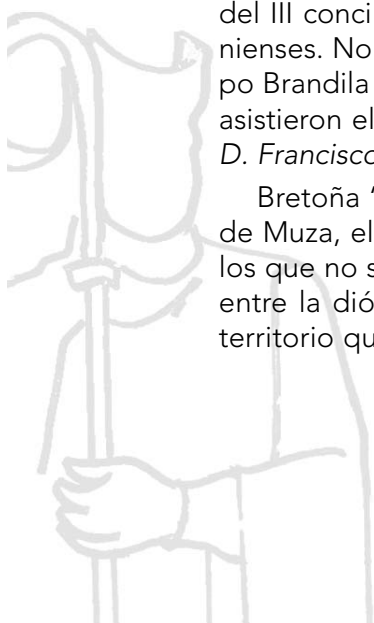 del III conci
nienses. No
po Brandila
asistieron el
D. Francisco
Bretoña “
de Muza, el
los que no s
entre la dió
territorio qu